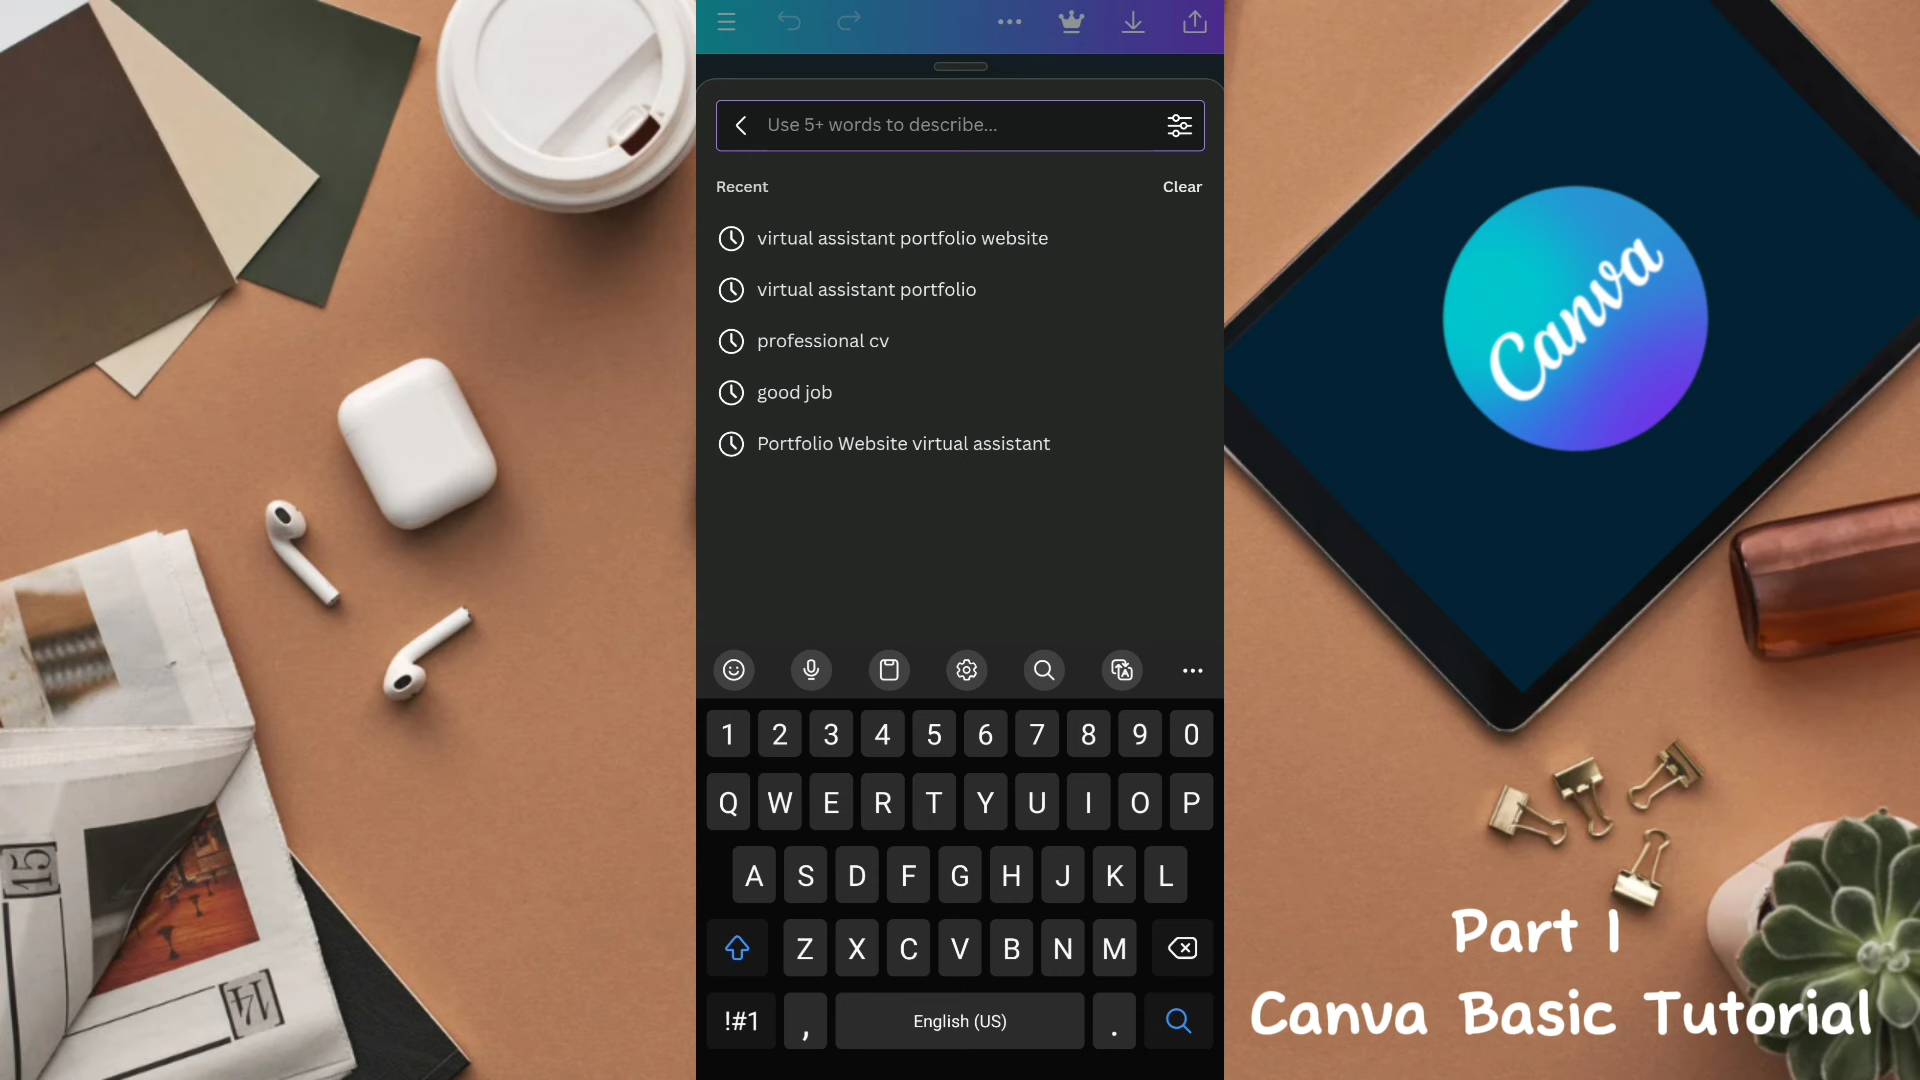 Use 5+ words to describe...
Recent
Clear
virtual assistant portfolio website
virtual assistant portfolio
professional cv
good job
Portfolio Website virtual assistant
1 2 3 4 5 6 7 8 9 0
Q W E R T Y U I O P
A S D F G H J K L
Z X C V B N M
!#1 , English (US) .
Canva
15
14
Part 1
Canva Basic Tutorial